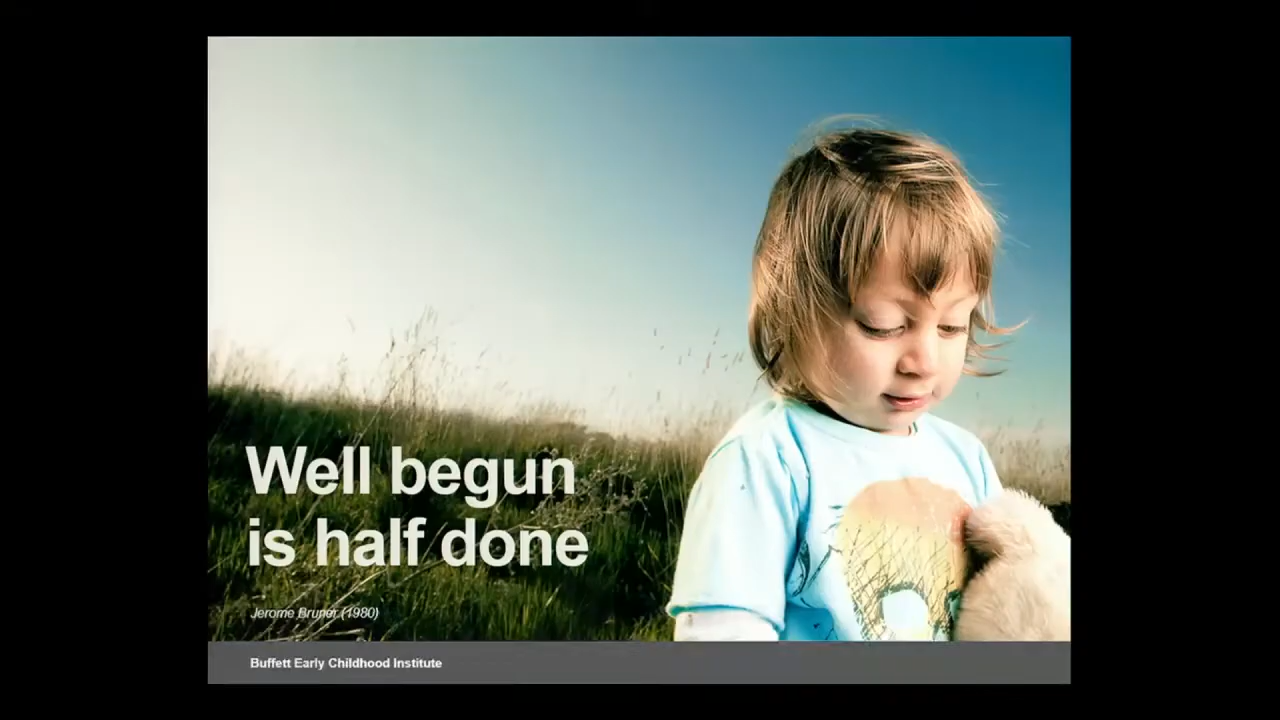 Well begun
is half done
Jerome Bruner (1980)
Buffett Early Childhood Institute